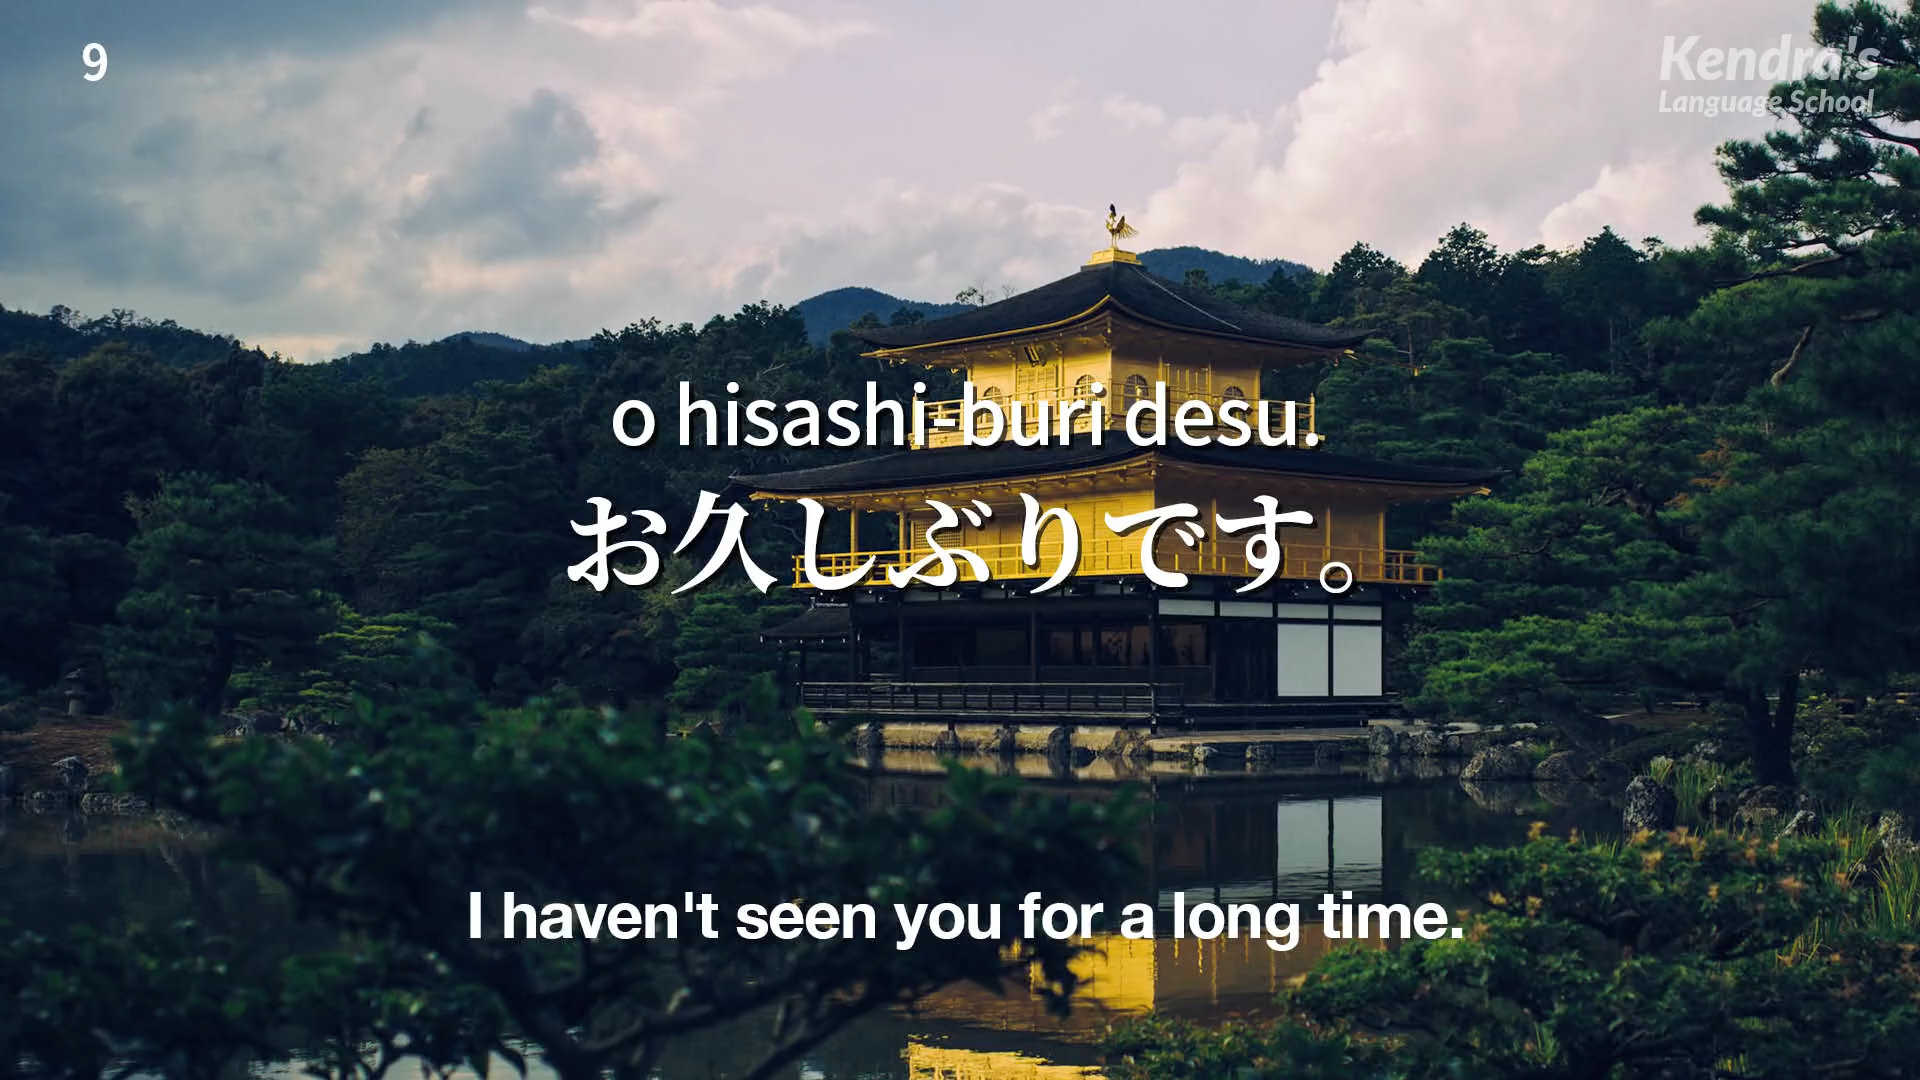 9
Kendra's
Language School
o hisashi-buri desu.
お久しぶりです。
I haven't seen you for a long time.